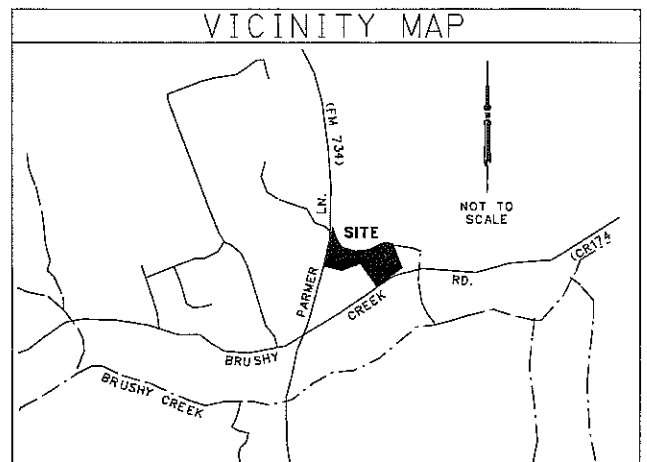 VICINITY MAP
(FM 734)
LN.
NOT TO
SCALE
SITE
(CR174
PARMER
CREEK
RD.
BRUSHY
BRUSHY CREEK